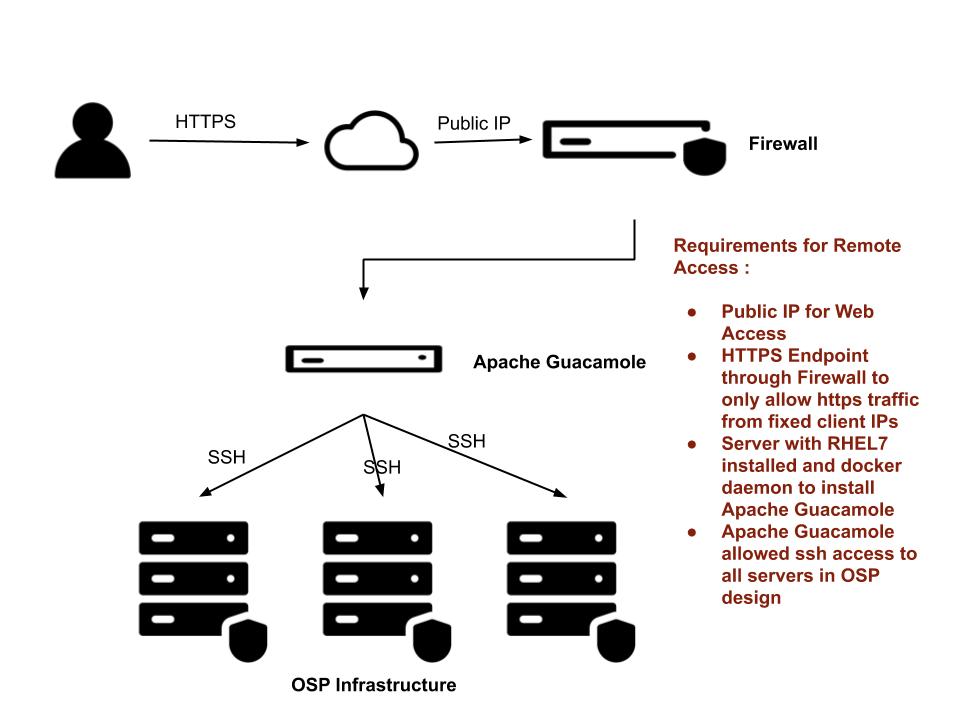 HTTPS
Public IP
Firewall
Requirements for Remote
Access :
● Public IP for Web
Access
● HTTPS Endpoint
through Firewall to
only allow https traffic
from fixed client IPs
● Server with RHEL7
installed and docker
daemon to install
Apache Guacamole
● Apache Guacamole
allowed ssh access to
all servers in OSP
design
Apache Guacamole
SSH
SSH
SSH
OSP Infrastructure